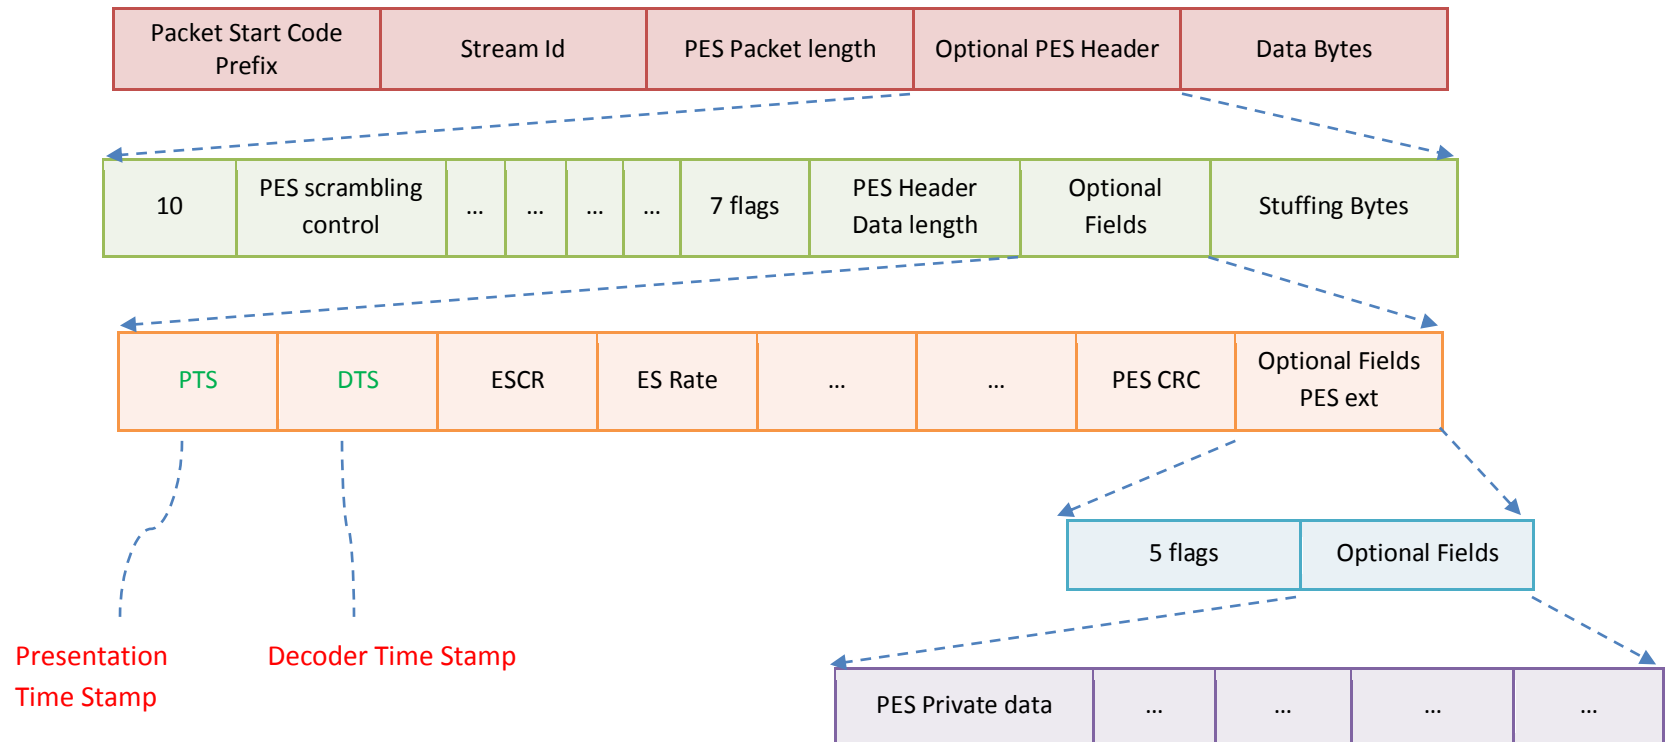 Packet Start Code
Prefix
Stream Id
PES Packet length
Optional PES Header
Data Bytes
10
PES scrambling
control
...
...
...
...
7 flags
PES Header
Data length
Optional
Fields
Stuffing Bytes
PTS
DTS
ESCR
ES Rate
...
...
PES CRC
Optional Fields
PES ext
5 flags
Optional Fields
Presentation
Time Stamp
Decoder Time Stamp
PES Private data
...
...
...
...